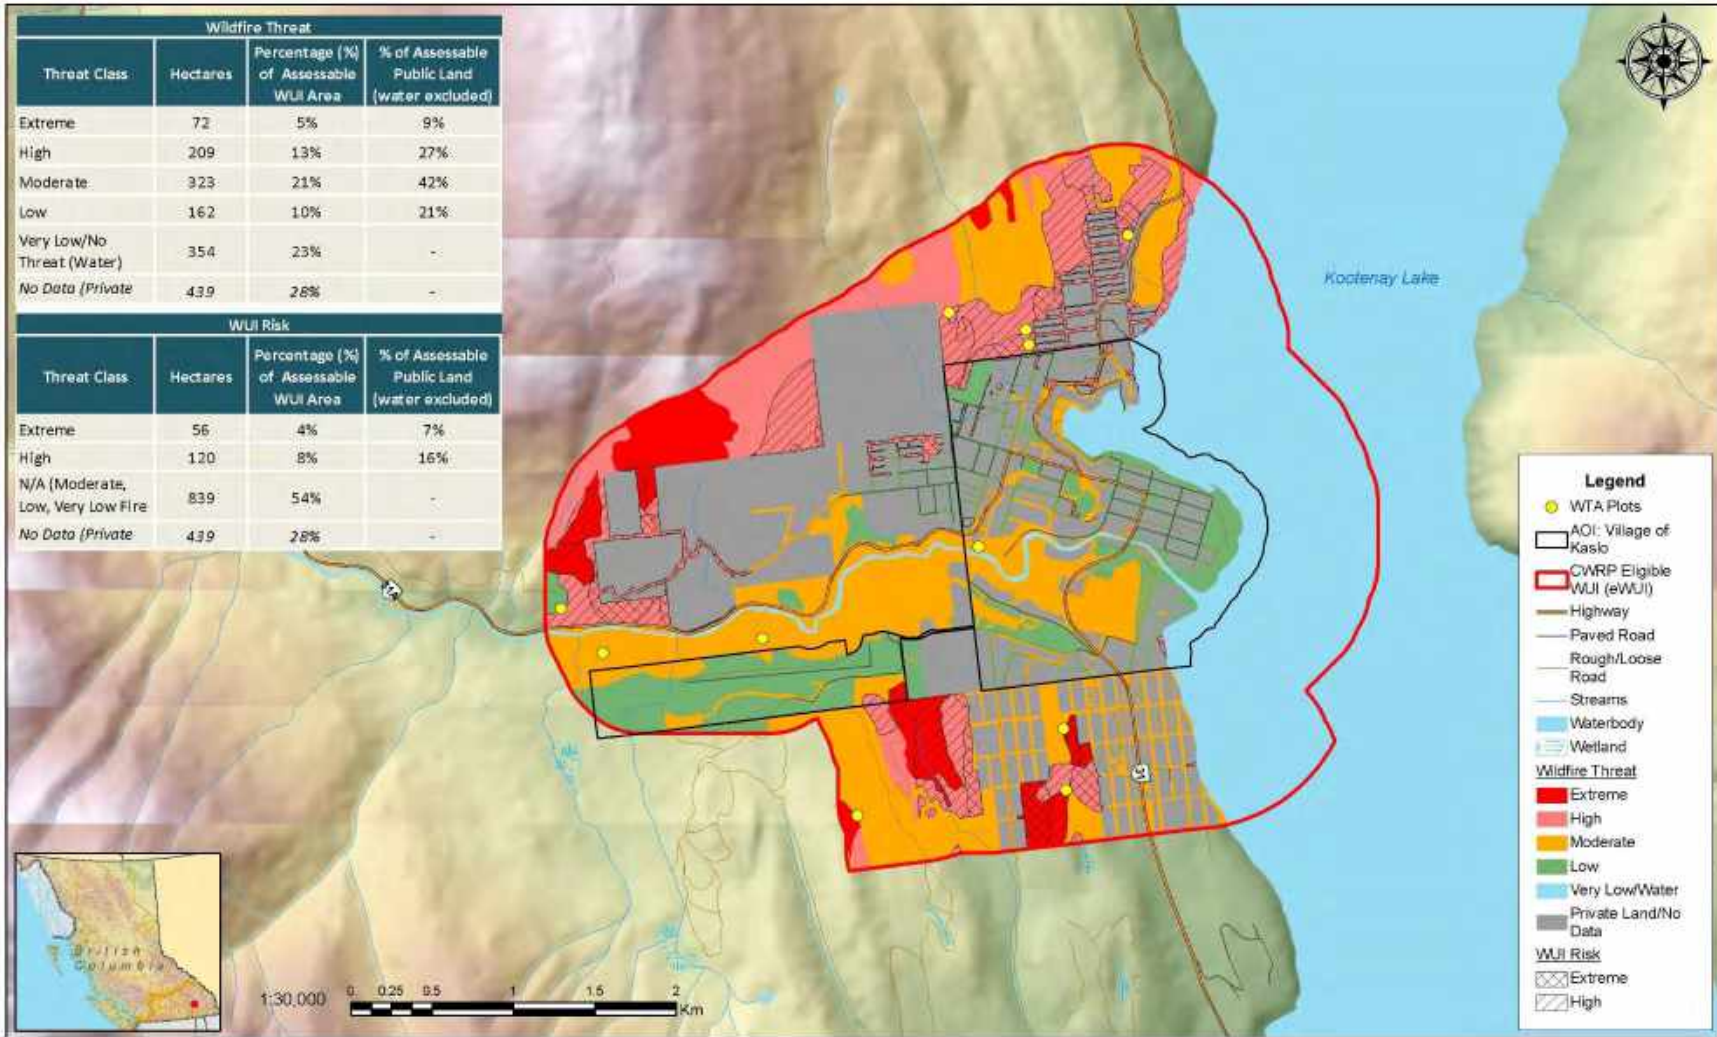 Wildfire Threat
Threat Class Hectares Percentage (%) of Assessable WUI Area % of Assessable Public Land (water excluded)
Extreme 72 5% 9%
High 209 13% 27%
Moderate 323 21% 42%
Low 162 10% 21%
Very Low/No Threat (Water) 354 23% -
No Data (Private 439 28% -
WUI Risk
Threat Class Hectares Percentage (%) of Assessable WUI Area % of Assessable Public Land (water excluded)
Extreme 56 4% 7%
High 120 8% 16%
N/A (Moderate, Low, Very Low Fire 839 54% -
No Data (Private 439 28% -
Kootenay Lake
31A
31
Legend
WTA Plots
AOI: Village of
Kaslo
CWRP Eligible
WUI (eWUI)
Highway
Paved Road
Rough/Loose
Road
Streams
Waterbody
Wetland
Wildfire Threat
Extreme
High
Moderate
Low
Very Low/Water
Private Land/No
Data
WUI Risk
Extreme
High
British
Columbia
1:30,000
0 0.25 0.5 1 1.5 2
Km